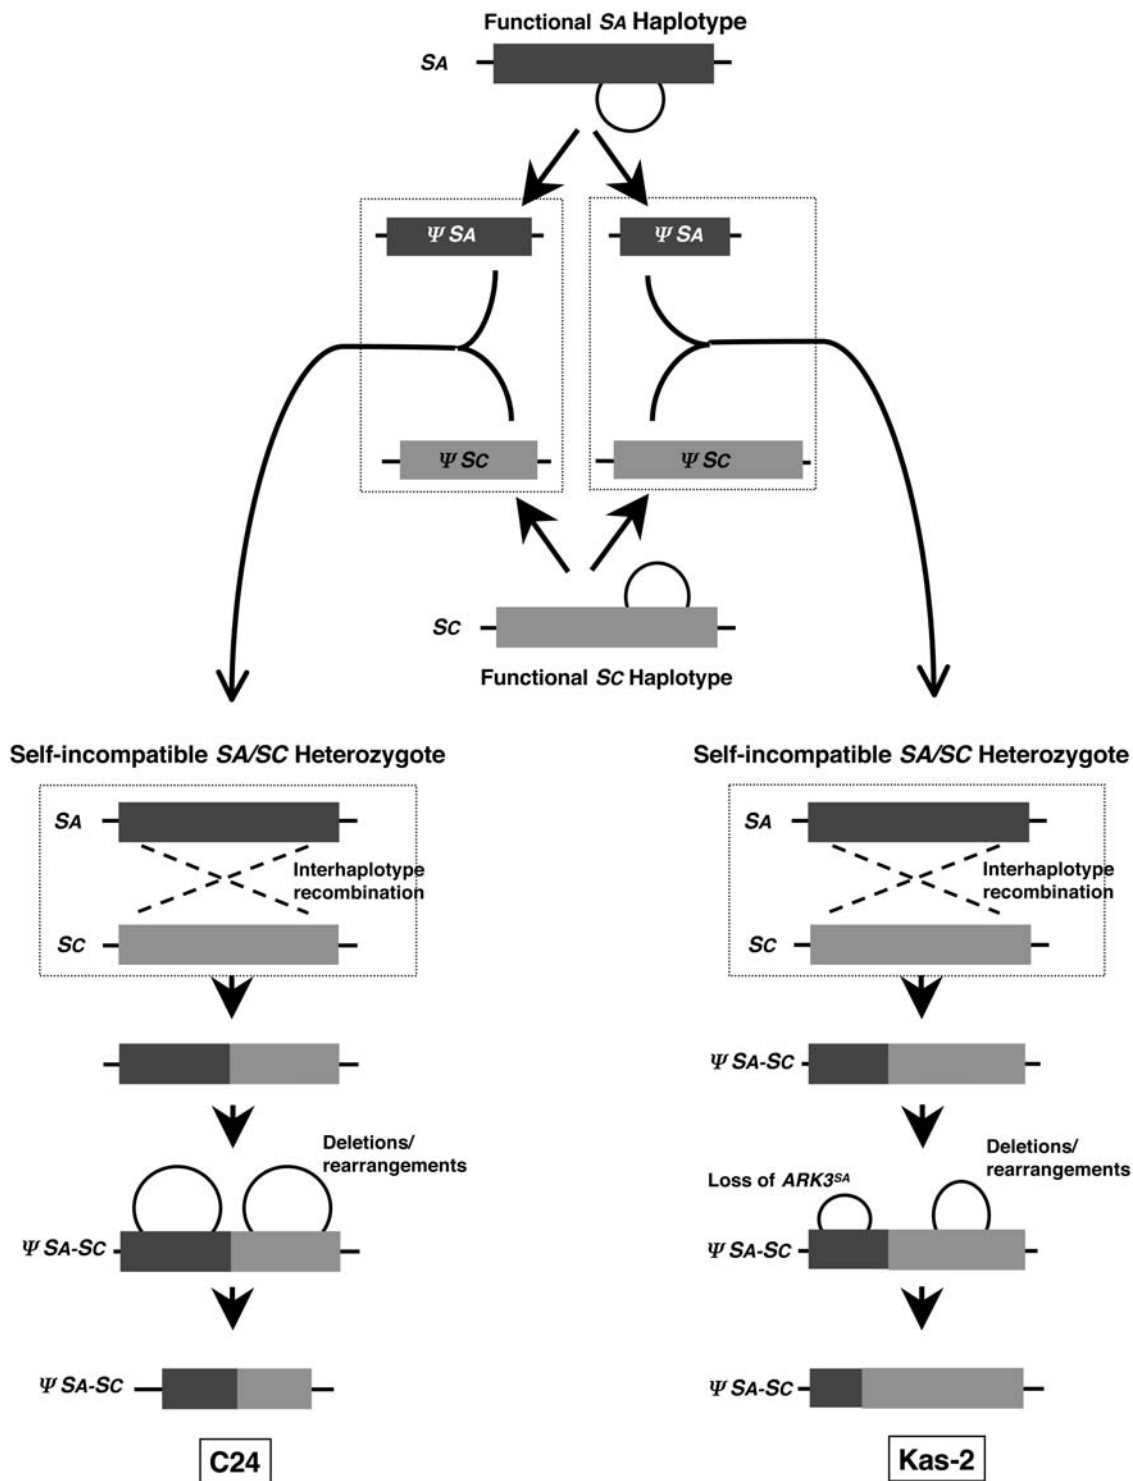 Functional SA Haplotype
SA
Ψ SA
Ψ SA
Ψ SC
Ψ SC
SC
Functional SC Haplotype
Self-incompatible SA/SC Heterozygote
SA
Interhaplotype
recombination
SC
Deletions/
rearrangements
Ψ SA-SC
Ψ SA-SC
C24
Self-incompatible SA/SC Heterozygote
SA
Interhaplotype
recombination
SC
Ψ SA-SC
Deletions/
rearrangements
Loss of ARK3SA
Ψ SA-SC
Ψ SA-SC
Kas-2